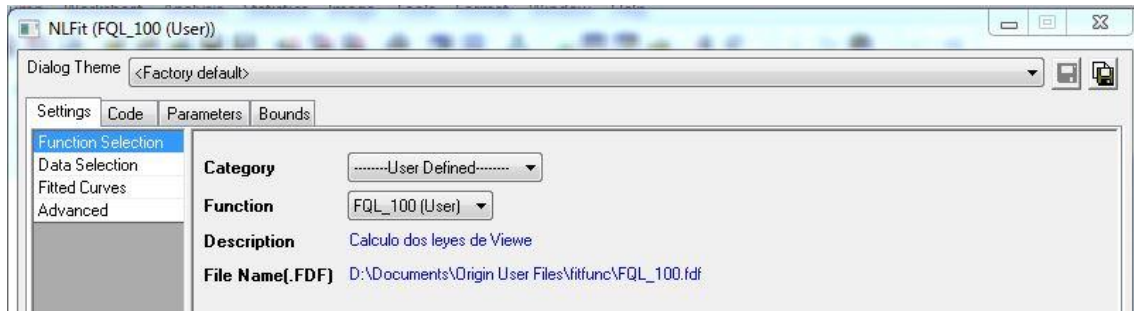 NLFit (FQL_100 (User))
Dialog Theme <Factory default>
Settings Code Parameters Bounds
Function Selection
Data Selection
Fitted Curves
Advanced
Category --------User Defined--------
Function FQL_100 (User)
Description Calculo dos leyes de Viewe
File Name(.FDF) D:\Documents\Origin User Files\fitfunc\FQL_100.fdf